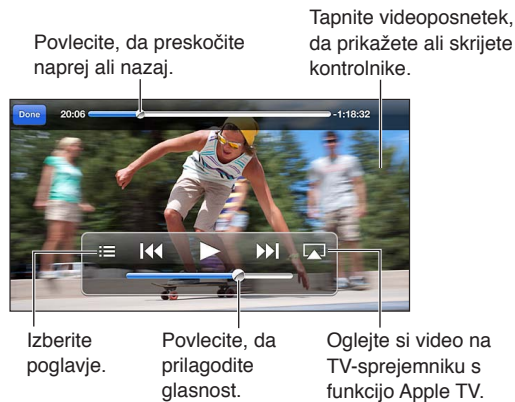 Tapnite videoposnetek,
da prikažete ali skrijete
kontrolnike.
Povlecite, da preskočite
naprej ali nazaj.
Done
20:06
-1:18:32
Izberite
poglavje.
Povlecite, da
prilagodite
glasnost.
Oglejte si video na
TV-sprejemniku s
funkcijo Apple TV.